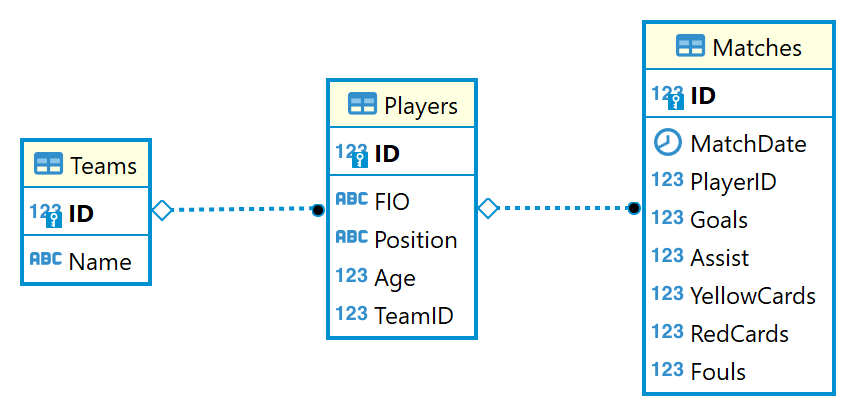 Teams
123 ID
ABC Name
Players
123 ID
ABC FIO
ABC Position
123 Age
123 TeamID
Matches
123 ID
MatchDate
123 PlayerID
123 Goals
123 Assist
123 YellowCards
123 RedCards
123 Fouls